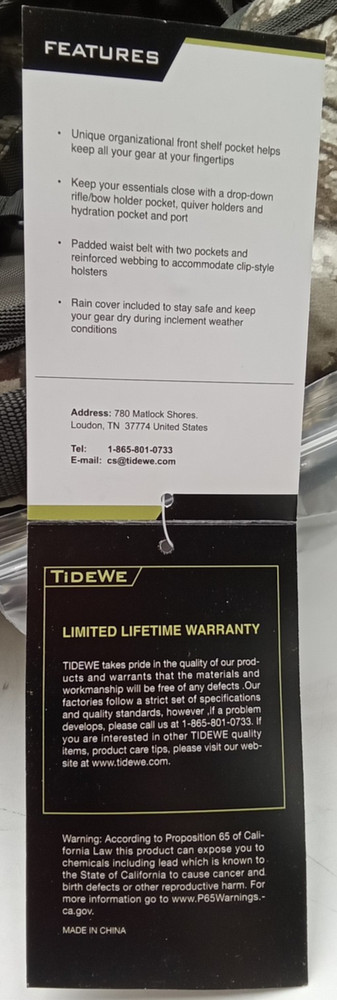 FEATURES
• Unique organizational front shelf pocket helps
keep all your gear at your fingertips
• Keep your essentials close with a drop-down
rifle/bow holder pocket, quiver holders and
hydration pocket and port
• Padded waist belt with two pockets and
reinforced webbing to accommodate clip-style
holsters
• Rain cover included to stay safe and keep
your gear dry during inclement weather
conditions
Address: 780 Matlock Shores.
Loudon, TN 37774 United States
Tel: 1-865-801-0733
E-mail: cs@tidewe.com
TIDEWE
LIMITED LIFETIME WARRANTY
TIDEWE takes pride in the quality of our prod-
ucts and warrants that the materials and
workmanship will be free of any defects .Our
factories follow a strict set of specifications
and quality standards, however ,if a problem
develops, please call us at 1-865-801-0733. If
you are interested in other TIDEWE quality
items, product care tips, please visit our web-
site at www.tidewe.com.
Warning: According to Proposition 65 of Cali-
fornia Law this product can expose you to
chemicals including lead which is known to
the State of California to cause cancer and
birth defects or other reproductive harm. For
more information go to www.P65Warnings.-
ca.gov.
MADE IN CHINA